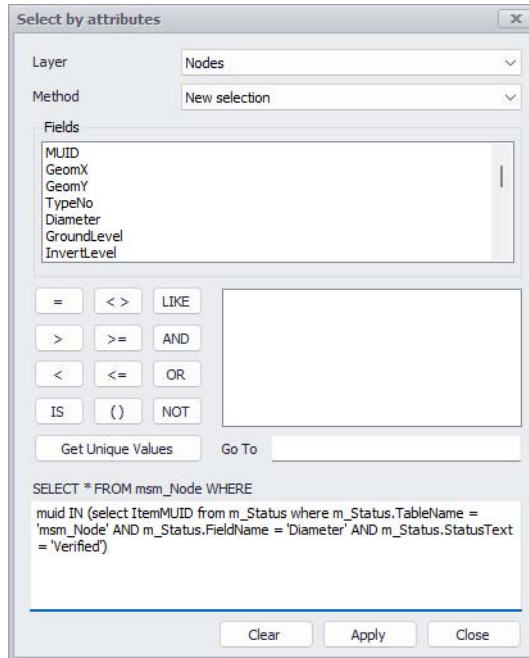 Select by attributes
x
Layer
Nodes
Method
New selection
Fields
MUID
GeomX
GeomY
TypeNo
Diameter
GroundLevel
InvertLevel
= < > LIKE
> >= AND
< <= OR
IS () NOT
Get Unique Values
Go To
SELECT * FROM msm_Node WHERE
muid IN (select ItemMUID from m_Status where m_Status.TableName =
'msm_Node' AND m_Status.FieldName = 'Diameter' AND m_Status.StatusText
= 'Verified')
Clear
Apply
Close